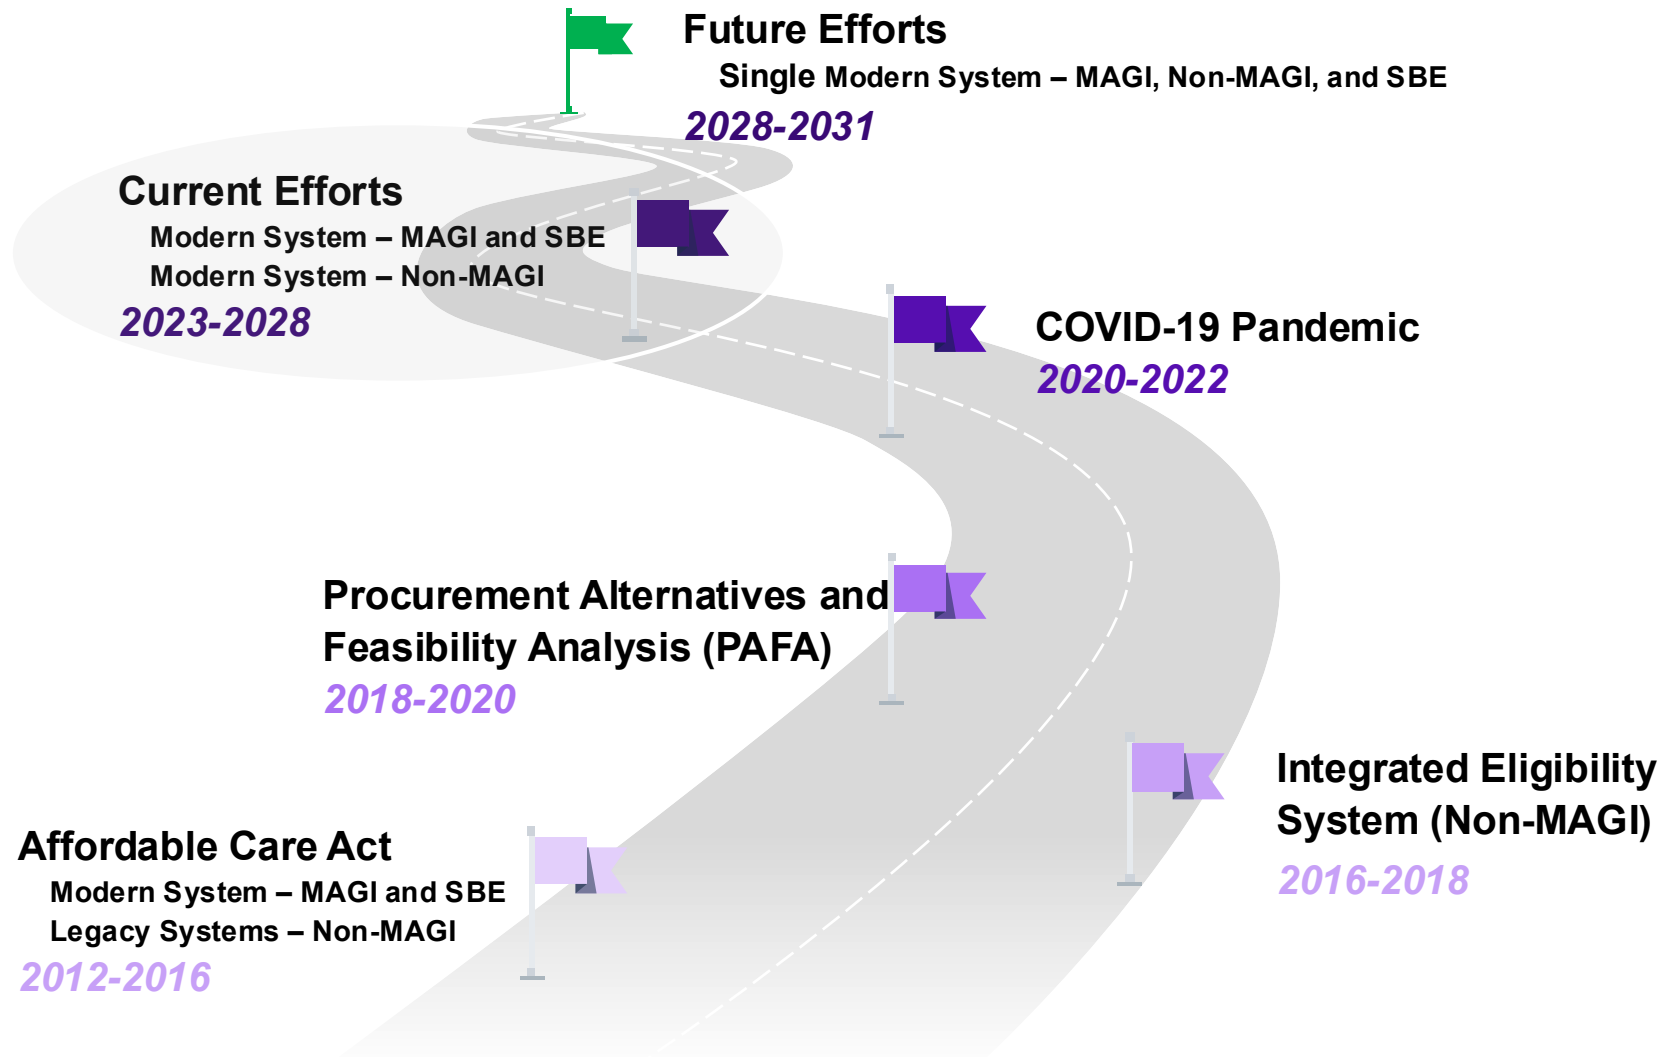 Future Efforts
Single Modern System – MAGI, Non-MAGI, and SBE
2028-2031
Current Efforts
Modern System – MAGI and SBE
Modern System – Non-MAGI
2023-2028
COVID-19 Pandemic
2020-2022
Procurement Alternatives and
Feasibility Analysis (PAFA)
2018-2020
Integrated Eligibility
System (Non-MAGI)
2016-2018
Affordable Care Act
Modern System – MAGI and SBE
Legacy Systems – Non-MAGI
2012-2016